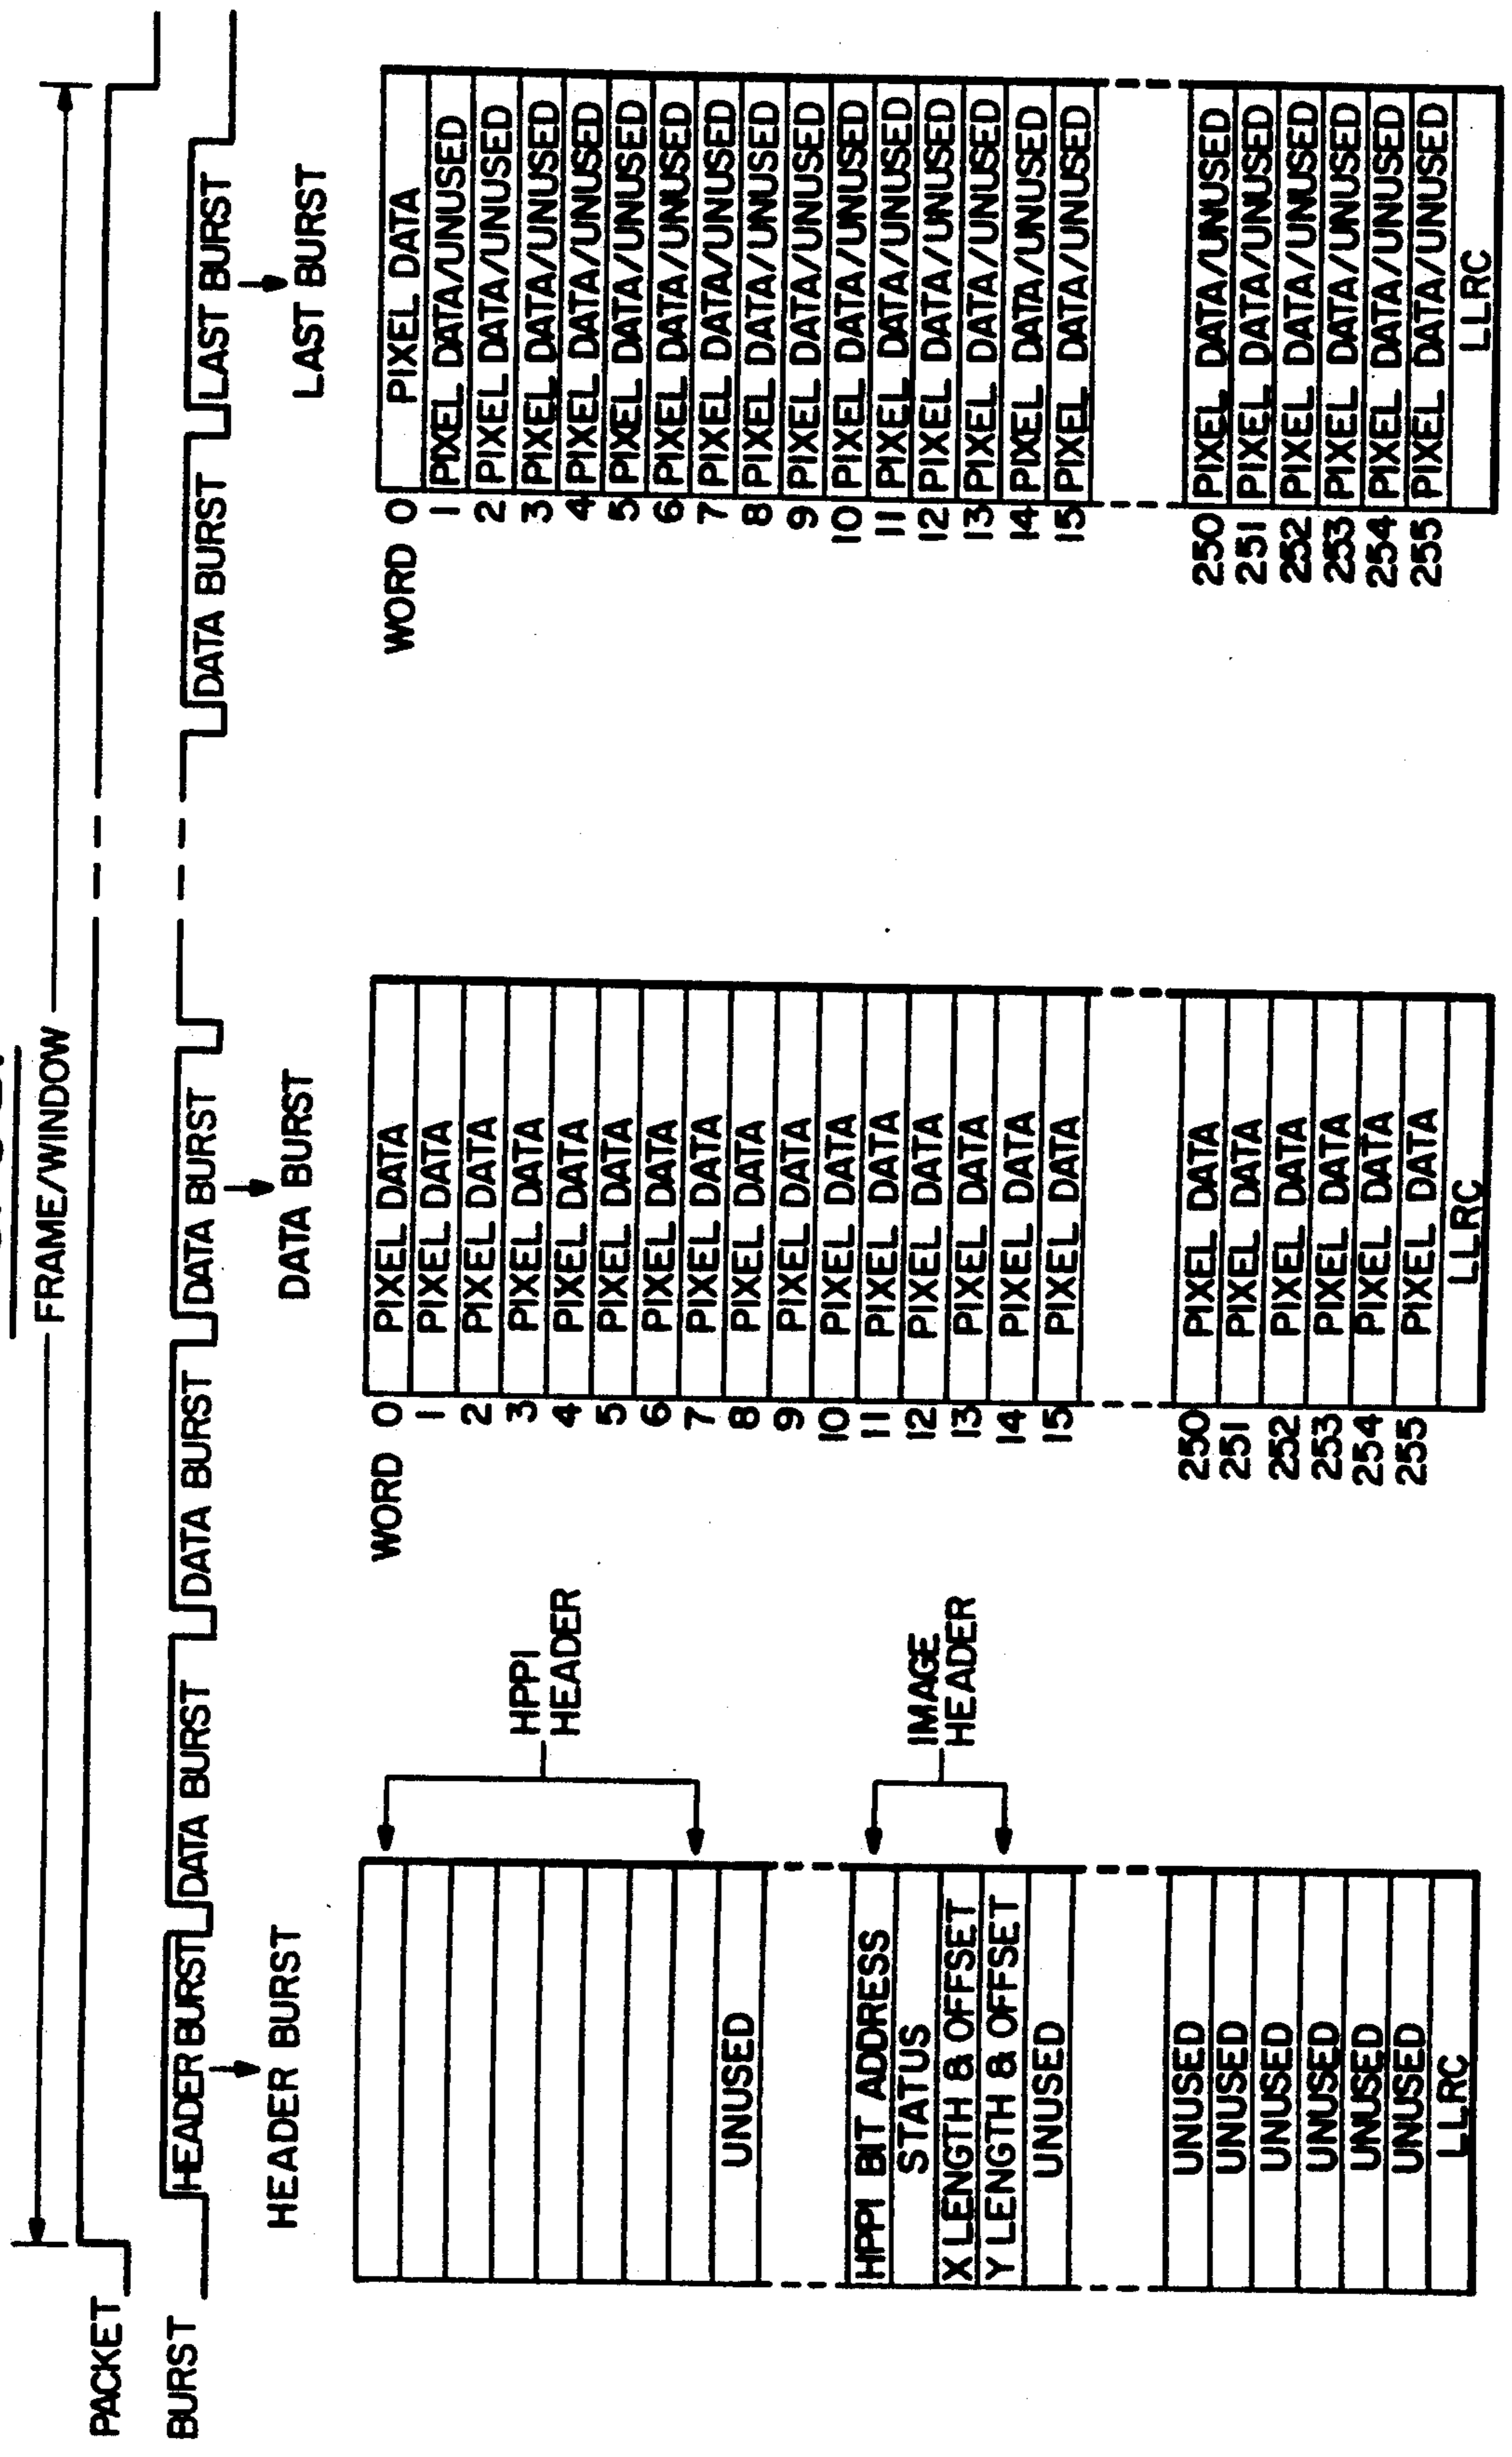 FRAME/WINDOW
PACKET
BURST
HEADER BURST
DATA BURST
DATA BURST
DATA BURST
DATA BURST
LAST BURST
HEADER BURST
UNUSED
HPPI BIT ADDRESS
STATUS
X LENGTH & OFFSET
Y LENGTH & OFFSET
UNUSED
UNUSED
UNUSED
UNUSED
UNUSED
UNUSED
UNUSED
LLRC
HPPI
HEADER
IMAGE
HEADER
DATA BURST
WORD 0 PIXEL DATA
1 PIXEL DATA
2 PIXEL DATA
3 PIXEL DATA
4 PIXEL DATA
5 PIXEL DATA
6 PIXEL DATA
7 PIXEL DATA
8 PIXEL DATA
9 PIXEL DATA
10 PIXEL DATA
11 PIXEL DATA
12 PIXEL DATA
13 PIXEL DATA
14 PIXEL DATA
15 PIXEL DATA
250 PIXEL DATA
251 PIXEL DATA
252 PIXEL DATA
253 PIXEL DATA
254 PIXEL DATA
255 PIXEL DATA
LLRC
LAST BURST
WORD 0 PIXEL DATA
1 PIXEL DATA/UNUSED
2 PIXEL DATA/UNUSED
3 PIXEL DATA/UNUSED
4 PIXEL DATA/UNUSED
5 PIXEL DATA/UNUSED
6 PIXEL DATA/UNUSED
7 PIXEL DATA/UNUSED
8 PIXEL DATA/UNUSED
9 PIXEL DATA/UNUSED
10 PIXEL DATA/UNUSED
11 PIXEL DATA/UNUSED
12 PIXEL DATA/UNUSED
13 PIXEL DATA/UNUSED
14 PIXEL DATA/UNUSED
15 PIXEL DATA/UNUSED
250 PIXEL DATA/UNUSED
251 PIXEL DATA/UNUSED
252 PIXEL DATA/UNUSED
253 PIXEL DATA/UNUSED
254 PIXEL DATA/UNUSED
255 PIXEL DATA/UNUSED
LLRC